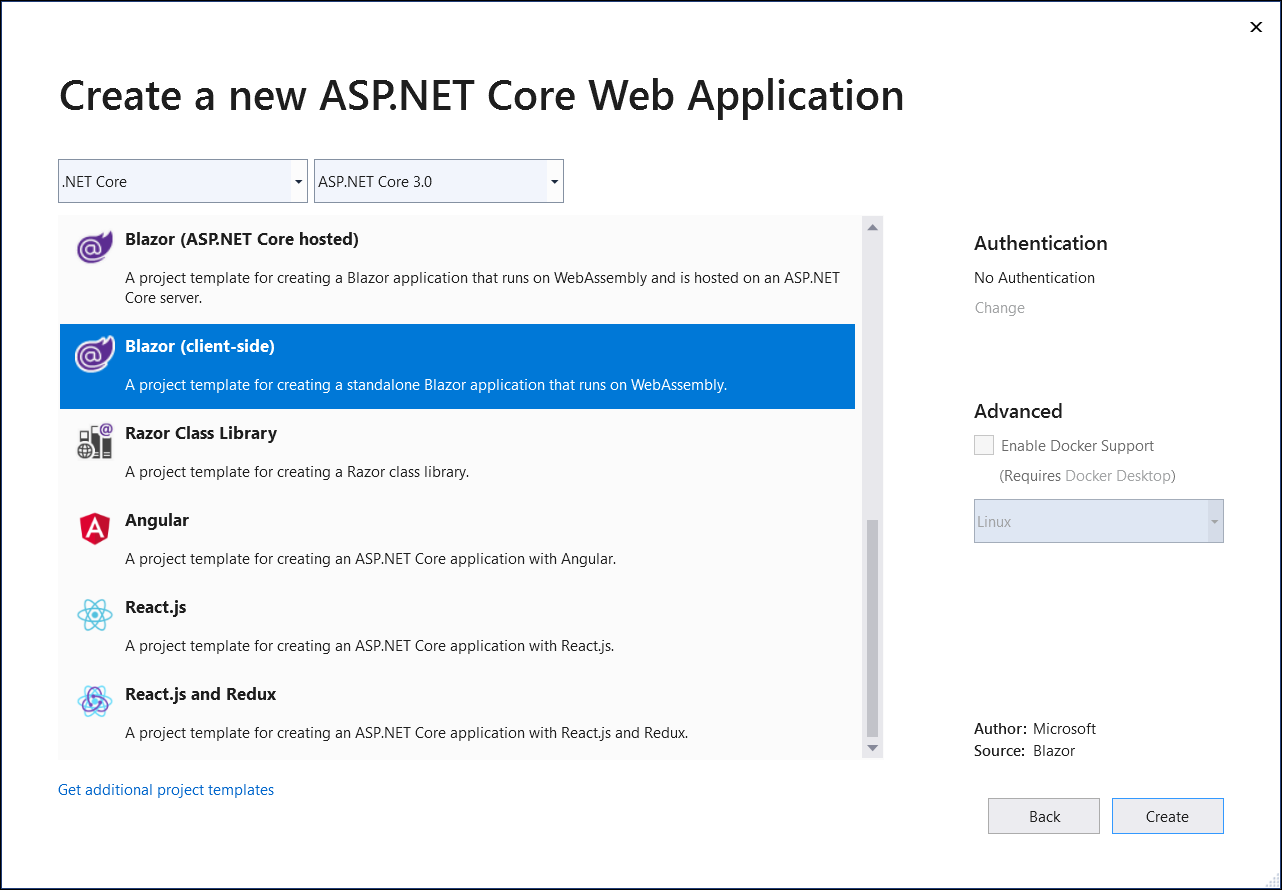 Create a new ASP.NET Core Web Application
.NET Core
ASP.NET Core 3.0
Blazor (ASP.NET Core hosted)
A project template for creating a Blazor application that runs on WebAssembly and is hosted on an ASP.NET
Core server.
Blazor (client-side)
A project template for creating a standalone Blazor application that runs on WebAssembly.
Razor Class Library
A project template for creating a Razor class library.
Angular
A project template for creating an ASP.NET Core application with Angular.
React.js
A project template for creating an ASP.NET Core application with React.js.
React.js and Redux
A project template for creating an ASP.NET Core application with React.js and Redux.
Get additional project templates
Authentication
No Authentication
Change
Advanced
Enable Docker Support
(Requires Docker Desktop)
Linux
Author: Microsoft
Source: Blazor
Back
Create